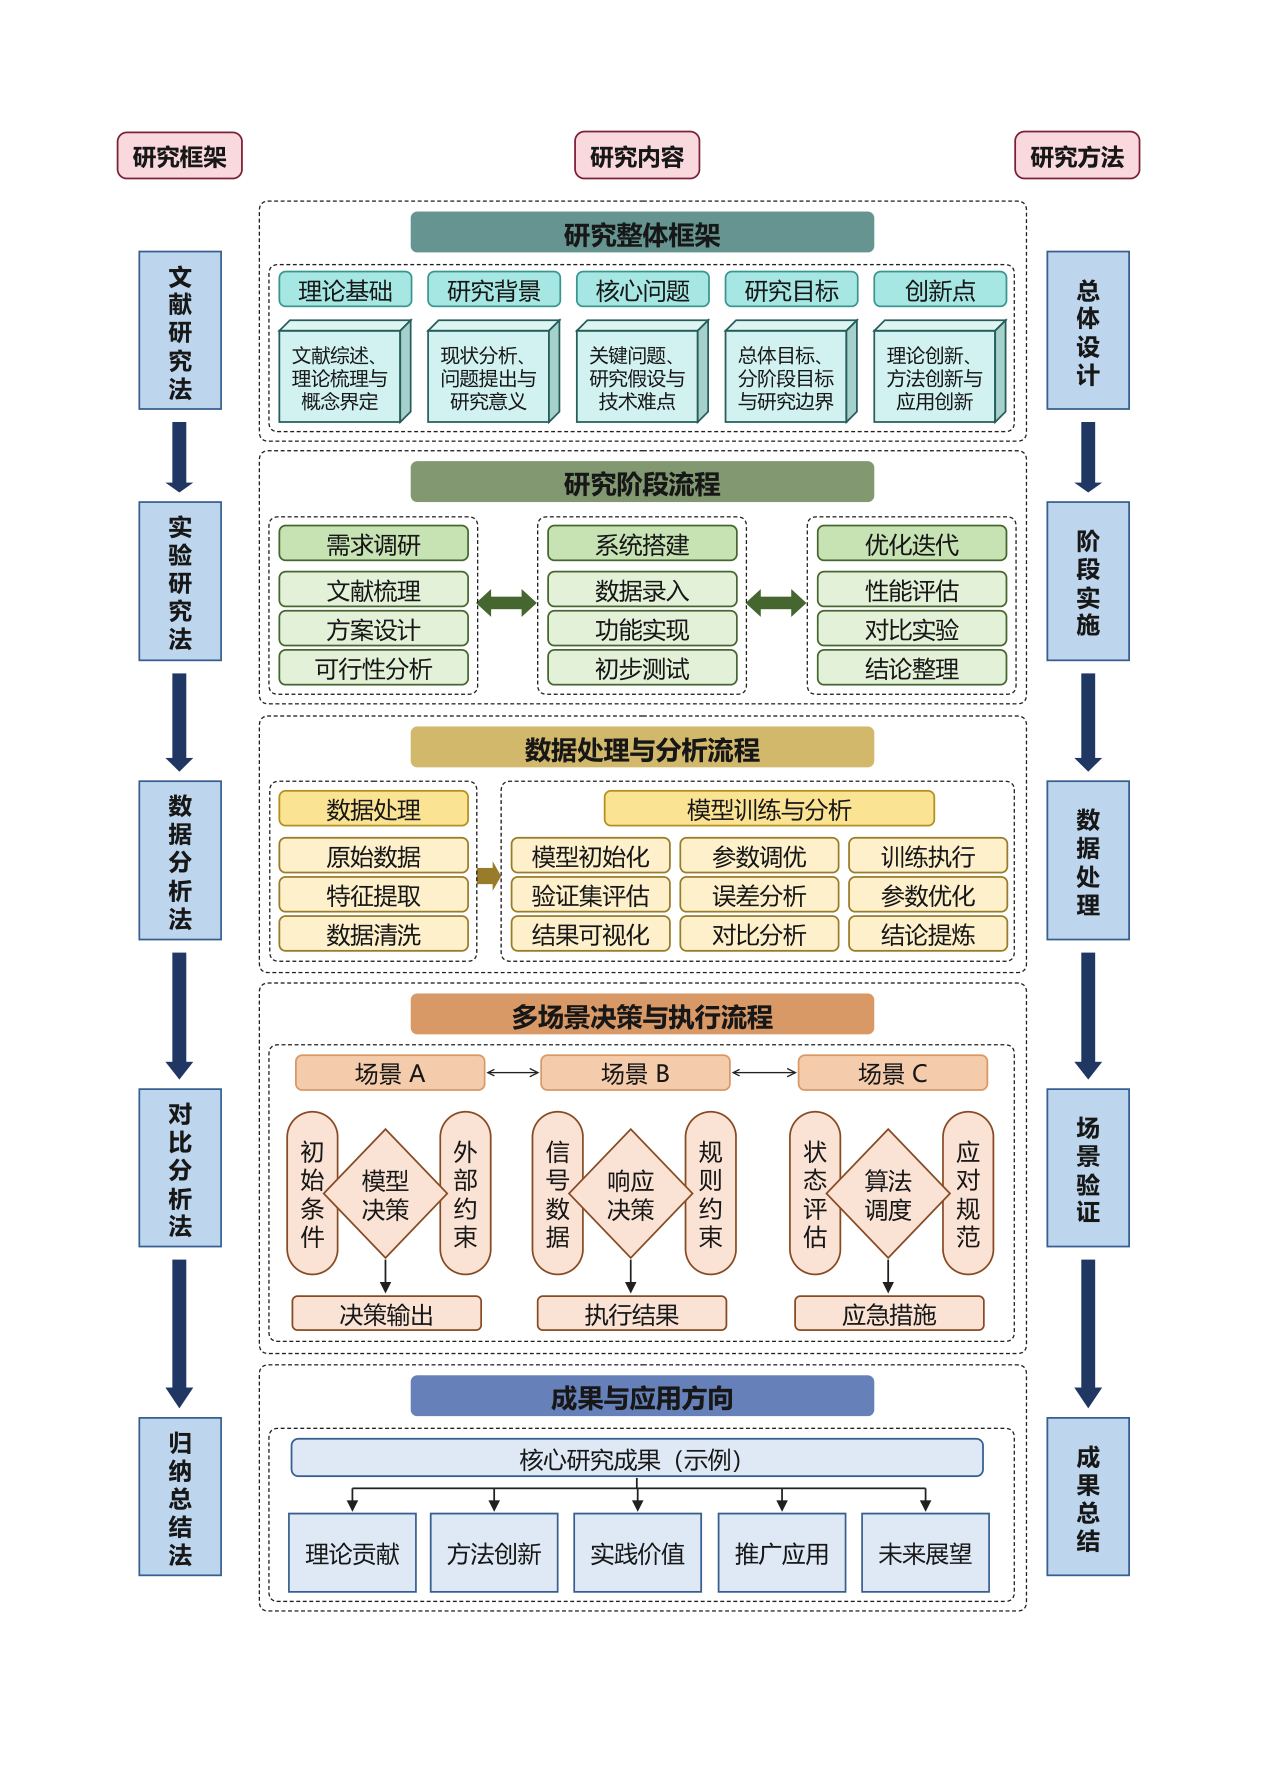 研究框架
研究内容
研究方法
文献研究法
实验研究法
数据分析法
对比分析法
归纳总结法
研究整体框架
理论基础
研究背景
核心问题
研究目标
创新点
文献综述、
理论梳理与
概念界定
现状分析、
问题提出与
研究意义
关键问题、
研究假设与
技术难点
总体目标、
分阶段目标
与研究边界
理论创新、
方法创新与
应用创新
研究阶段流程
需求调研
文献梳理
方案设计
可行性分析
系统搭建
数据录入
功能实现
初步测试
优化迭代
性能评估
对比实验
结论整理
数据处理与分析流程
数据处理
原始数据
特征提取
数据清洗
模型训练与分析
模型初始化
参数调优
训练执行
验证集评估
误差分析
参数优化
结果可视化
对比分析
结论提炼
多场景决策与执行流程
场景 A
场景 B
场景 C
初始条件
模型
决策
外部约束
信号数据
响应
决策
规则约束
状态评估
算法
调度
应对规范
决策输出
执行结果
应急措施
成果与应用方向
核心研究成果（示例）
理论贡献
方法创新
实践价值
推广应用
未来展望
总体设计
阶段实施
数据处理
场景验证
成果总结